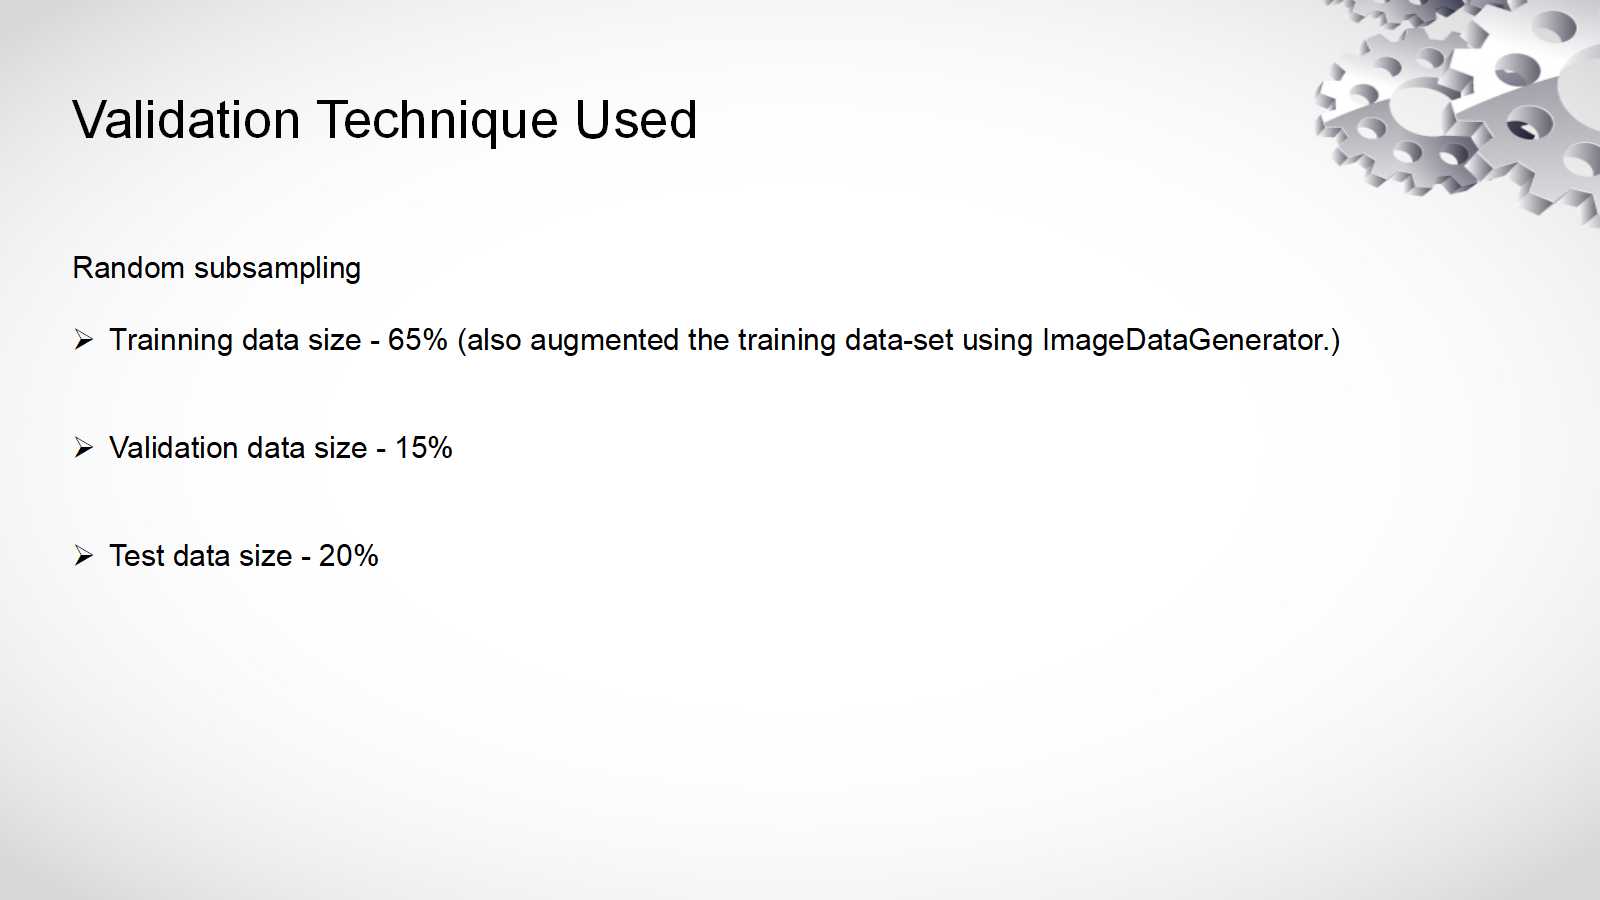 Validation Technique Used
Random subsampling
➢ Trainning data size - 65% (also augmented the training data-set using ImageDataGenerator.)
➢ Validation data size - 15%
➢ Test data size - 20%